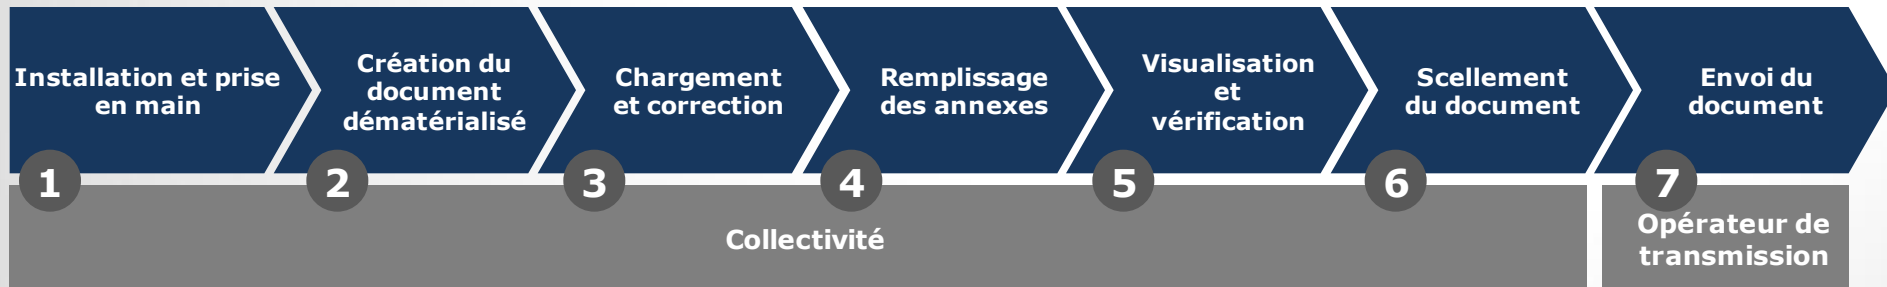 Installation et prise
en main
Création du
document
dématérialisé
Chargement
et correction
Remplissage
des annexes
Visualisation
et
vérification
Scellement
du document
Envoi du
document
1
2
3
4
5
6
7
Collectivité
Opérateur de
transmission